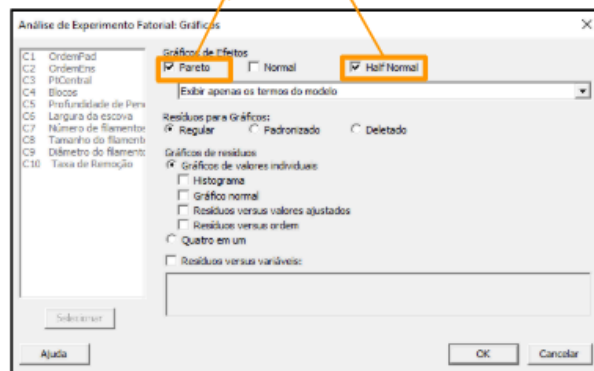 Análise de Experimento Fatorial: Gráficos
C1 OrdemPad
C2 OrdemEns
C3 PtCentral
C4 Blocos
C5 Profundidade de Pene
C6 Largura da escova
C7 Número de filamentos
C8 Tamanho do filamento
C9 Diâmetro do filamento
C10 Taxa de Remoção
Selecionar
Ajuda
Gráficos de Efeitos
Pareto Normal Half Normal
Exibir apenas os termos do modelo
Resíduos para Gráficos:
Regular Padronizado Deletado
Gráficos de resíduos
Gráficos de valores individuais
Histograma
Gráfico normal
Resíduos versus valores ajustados
Resíduos versus ordem
Quatro em um
Resíduos versus variáveis:
OK Cancelar